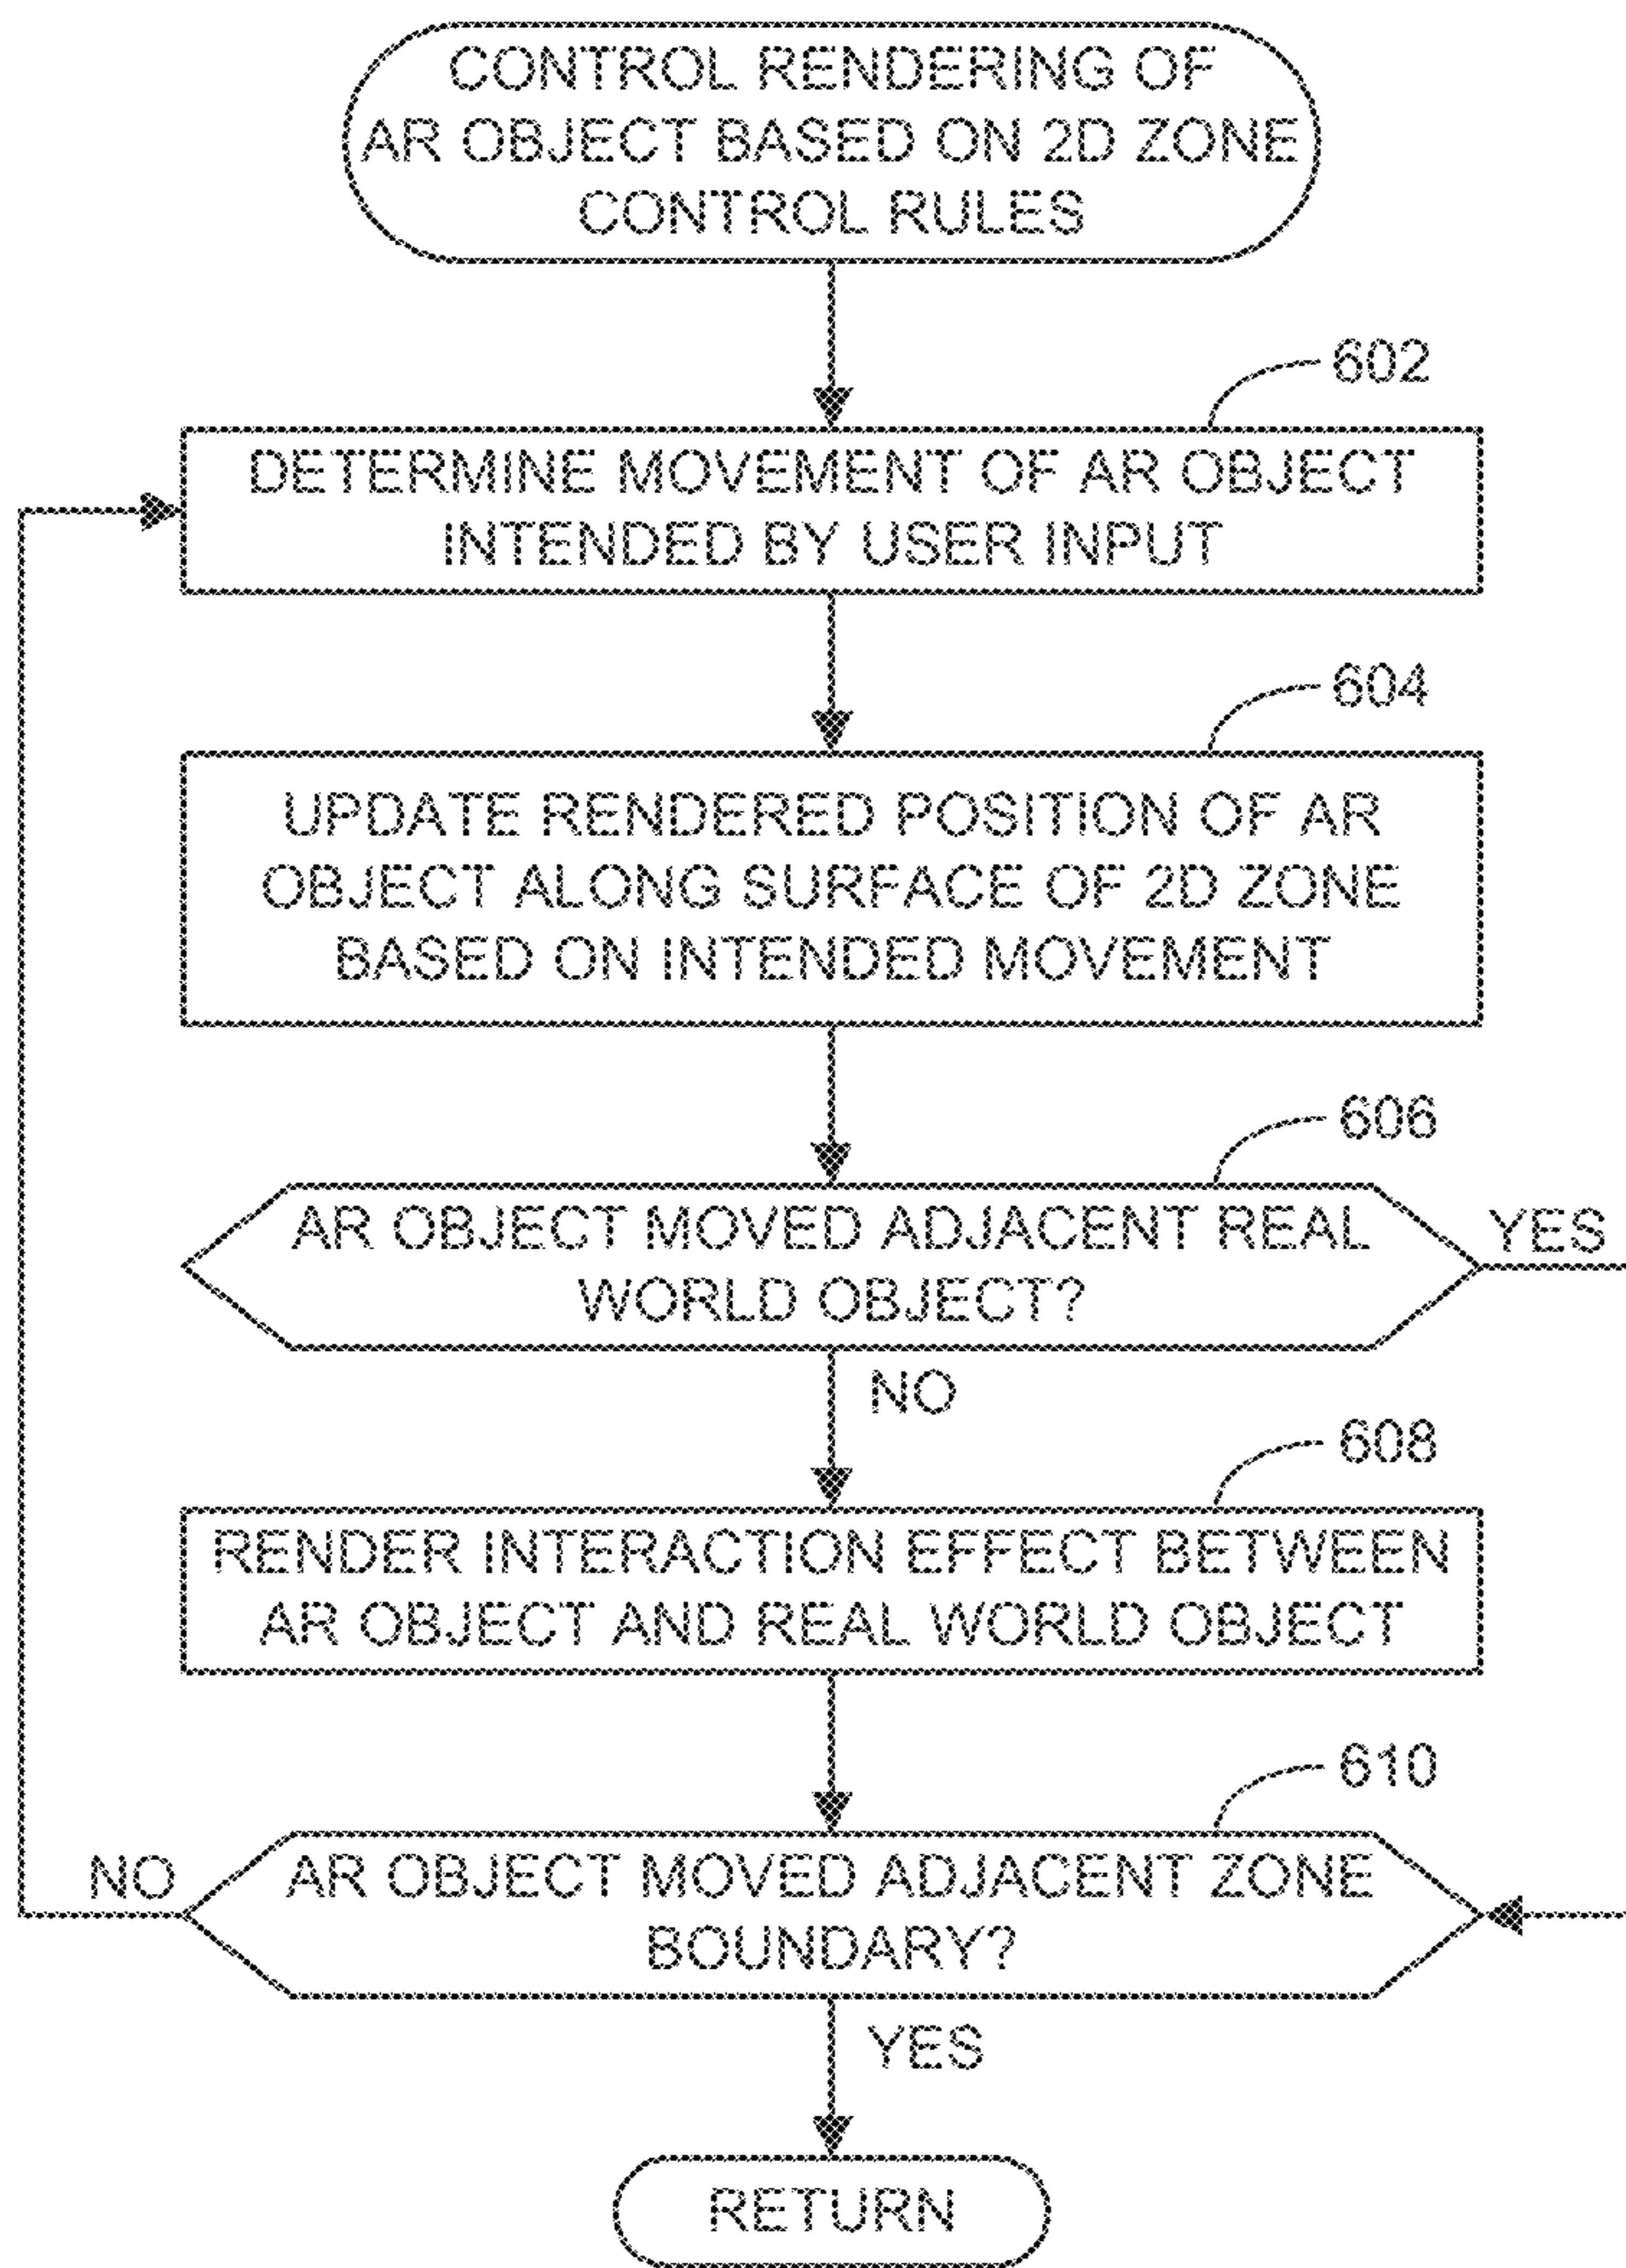 CONTROL RENDERING OF
AR OBJECT BASED ON 2D ZONE
CONTROL RULES
602
DETERMINE MOVEMENT OF AR OBJECT
INTENDED BY USER INPUT
604
UPDATE RENDERED POSITION OF AR
OBJECT ALONG SURFACE OF 2D ZONE
BASED ON INTENDED MOVEMENT
606
AR OBJECT MOVED ADJACENT REAL
WORLD OBJECT?
YES
NO
608
RENDER INTERACTION EFFECT BETWEEN
AR OBJECT AND REAL WORLD OBJECT
610
NO
AR OBJECT MOVED ADJACENT ZONE
BOUNDARY?
YES
RETURN